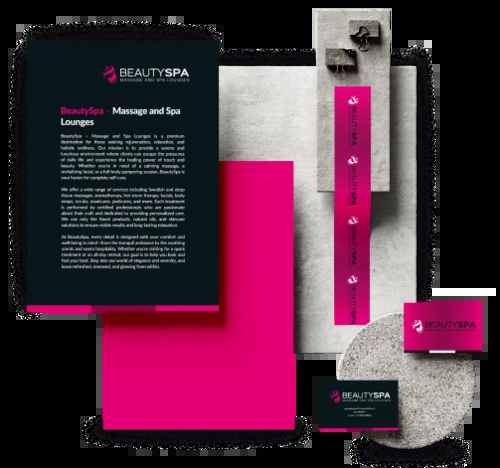 BEAUTYSPA
MASSAGE AND SPA LOUNGES
BeautySpa - Massage and Spa
Lounges
BeautySpa - Massage and Spa Lounges is a premium
destination for those seeking rejuvenation, relaxation, and
holistic wellness. Our mission is to provide a serene and
luxurious environment where clients can escape the pressures
of daily life and experience the healing power of touch and
beauty. Whether you're in need of a calming massage, a
revitalizing facial, or a full body pampering session, BeautySpa is
your haven for complete self-care.
We offer a wide range of services including Swedish and deep
tissue massages, aromatherapy, hot stone therapy, facials, body
wraps, scrubs, manicures, pedicures, and more. Each treatment
is performed by certified professionals who are passionate
about their craft and dedicated to providing personalized care.
We use only the finest products, natural oils, and skincare
solutions to ensure visible results and long-lasting relaxation.
At BeautySpa, every detail is designed with your comfort and
well-being in mind—from the tranquil ambiance to the soothing
scents and warm hospitality. Whether you're visiting for a quick
treatment or an all-day retreat, our goal is to help you look and
feel your best. Step into our world of elegance and serenity, and
leave refreshed, renewed, and glowing from within.
BEAUTYSPA
BEAUTYSPA
BEAUTYSPA
BEAUTYSPA
BEAUTYSPA
BEAUTYSPA
MASSAGE AND SPA LOUNGES